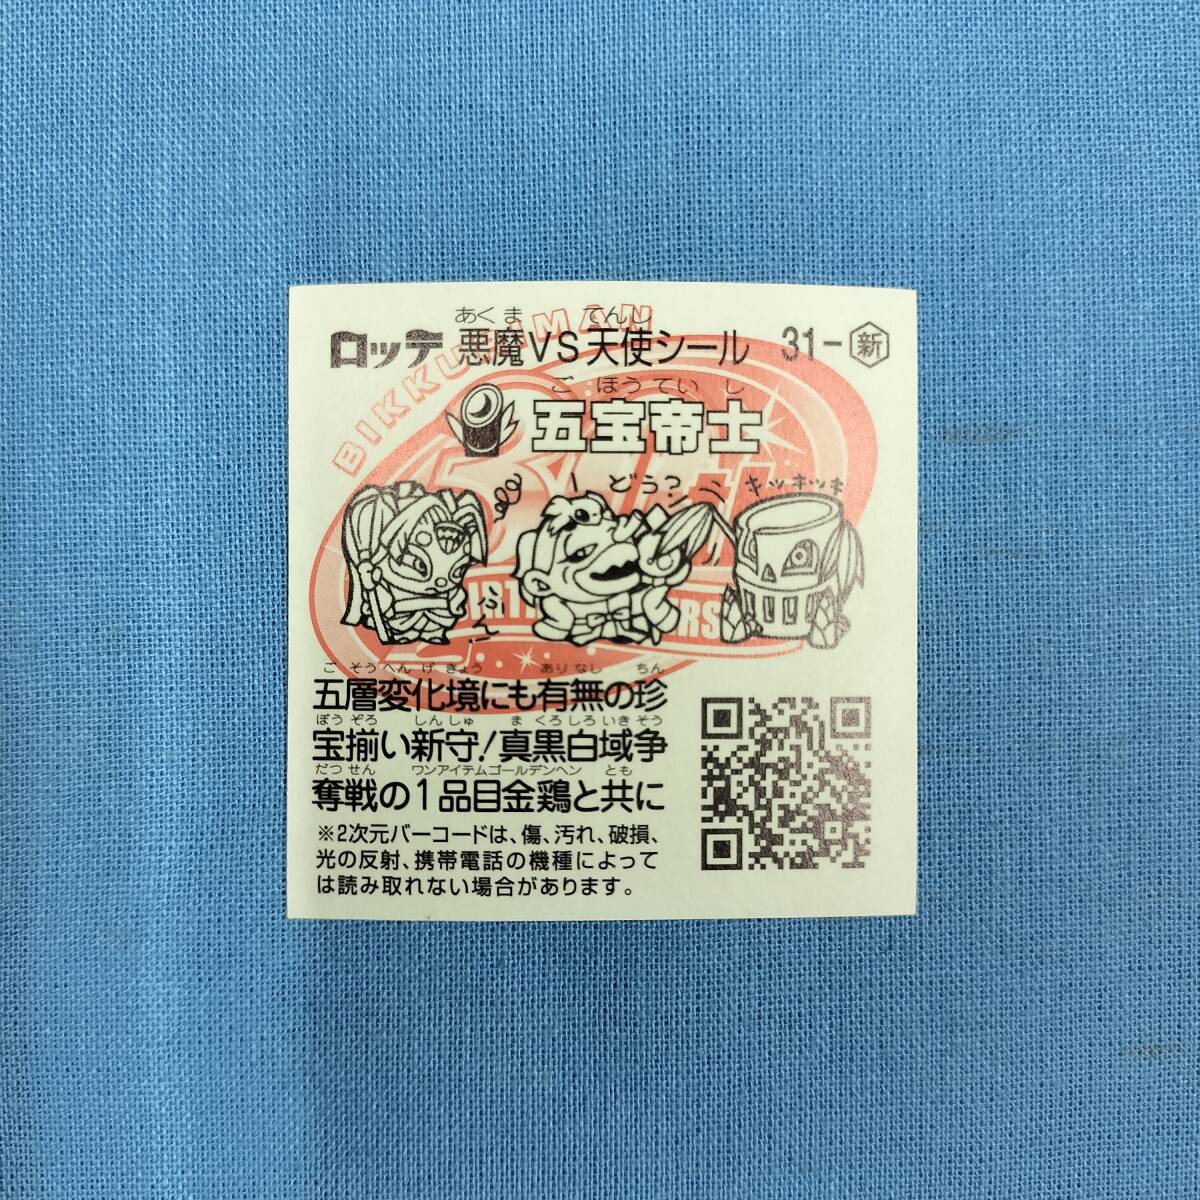 BIKKURIMAN
あくま てんし
ロッテ 悪魔VS天使シール 31-新
ごほうていし
五宝帝士
どう?
キッキッキ
ふん!
ごそうへんげきょう ありなし ちん
五層変化境にも有無の珍
ぽうぞろ しんしゅ まくろしろいきそう
宝揃い新守!真黒白域争
だつせん ワンアイテムゴールデンヘン とも
奪戦の1品目金鶏と共に
※2次元バーコードは、傷、汚れ、破損、
光の反射、携帯電話の機種によって
は読み取れない場合があります。